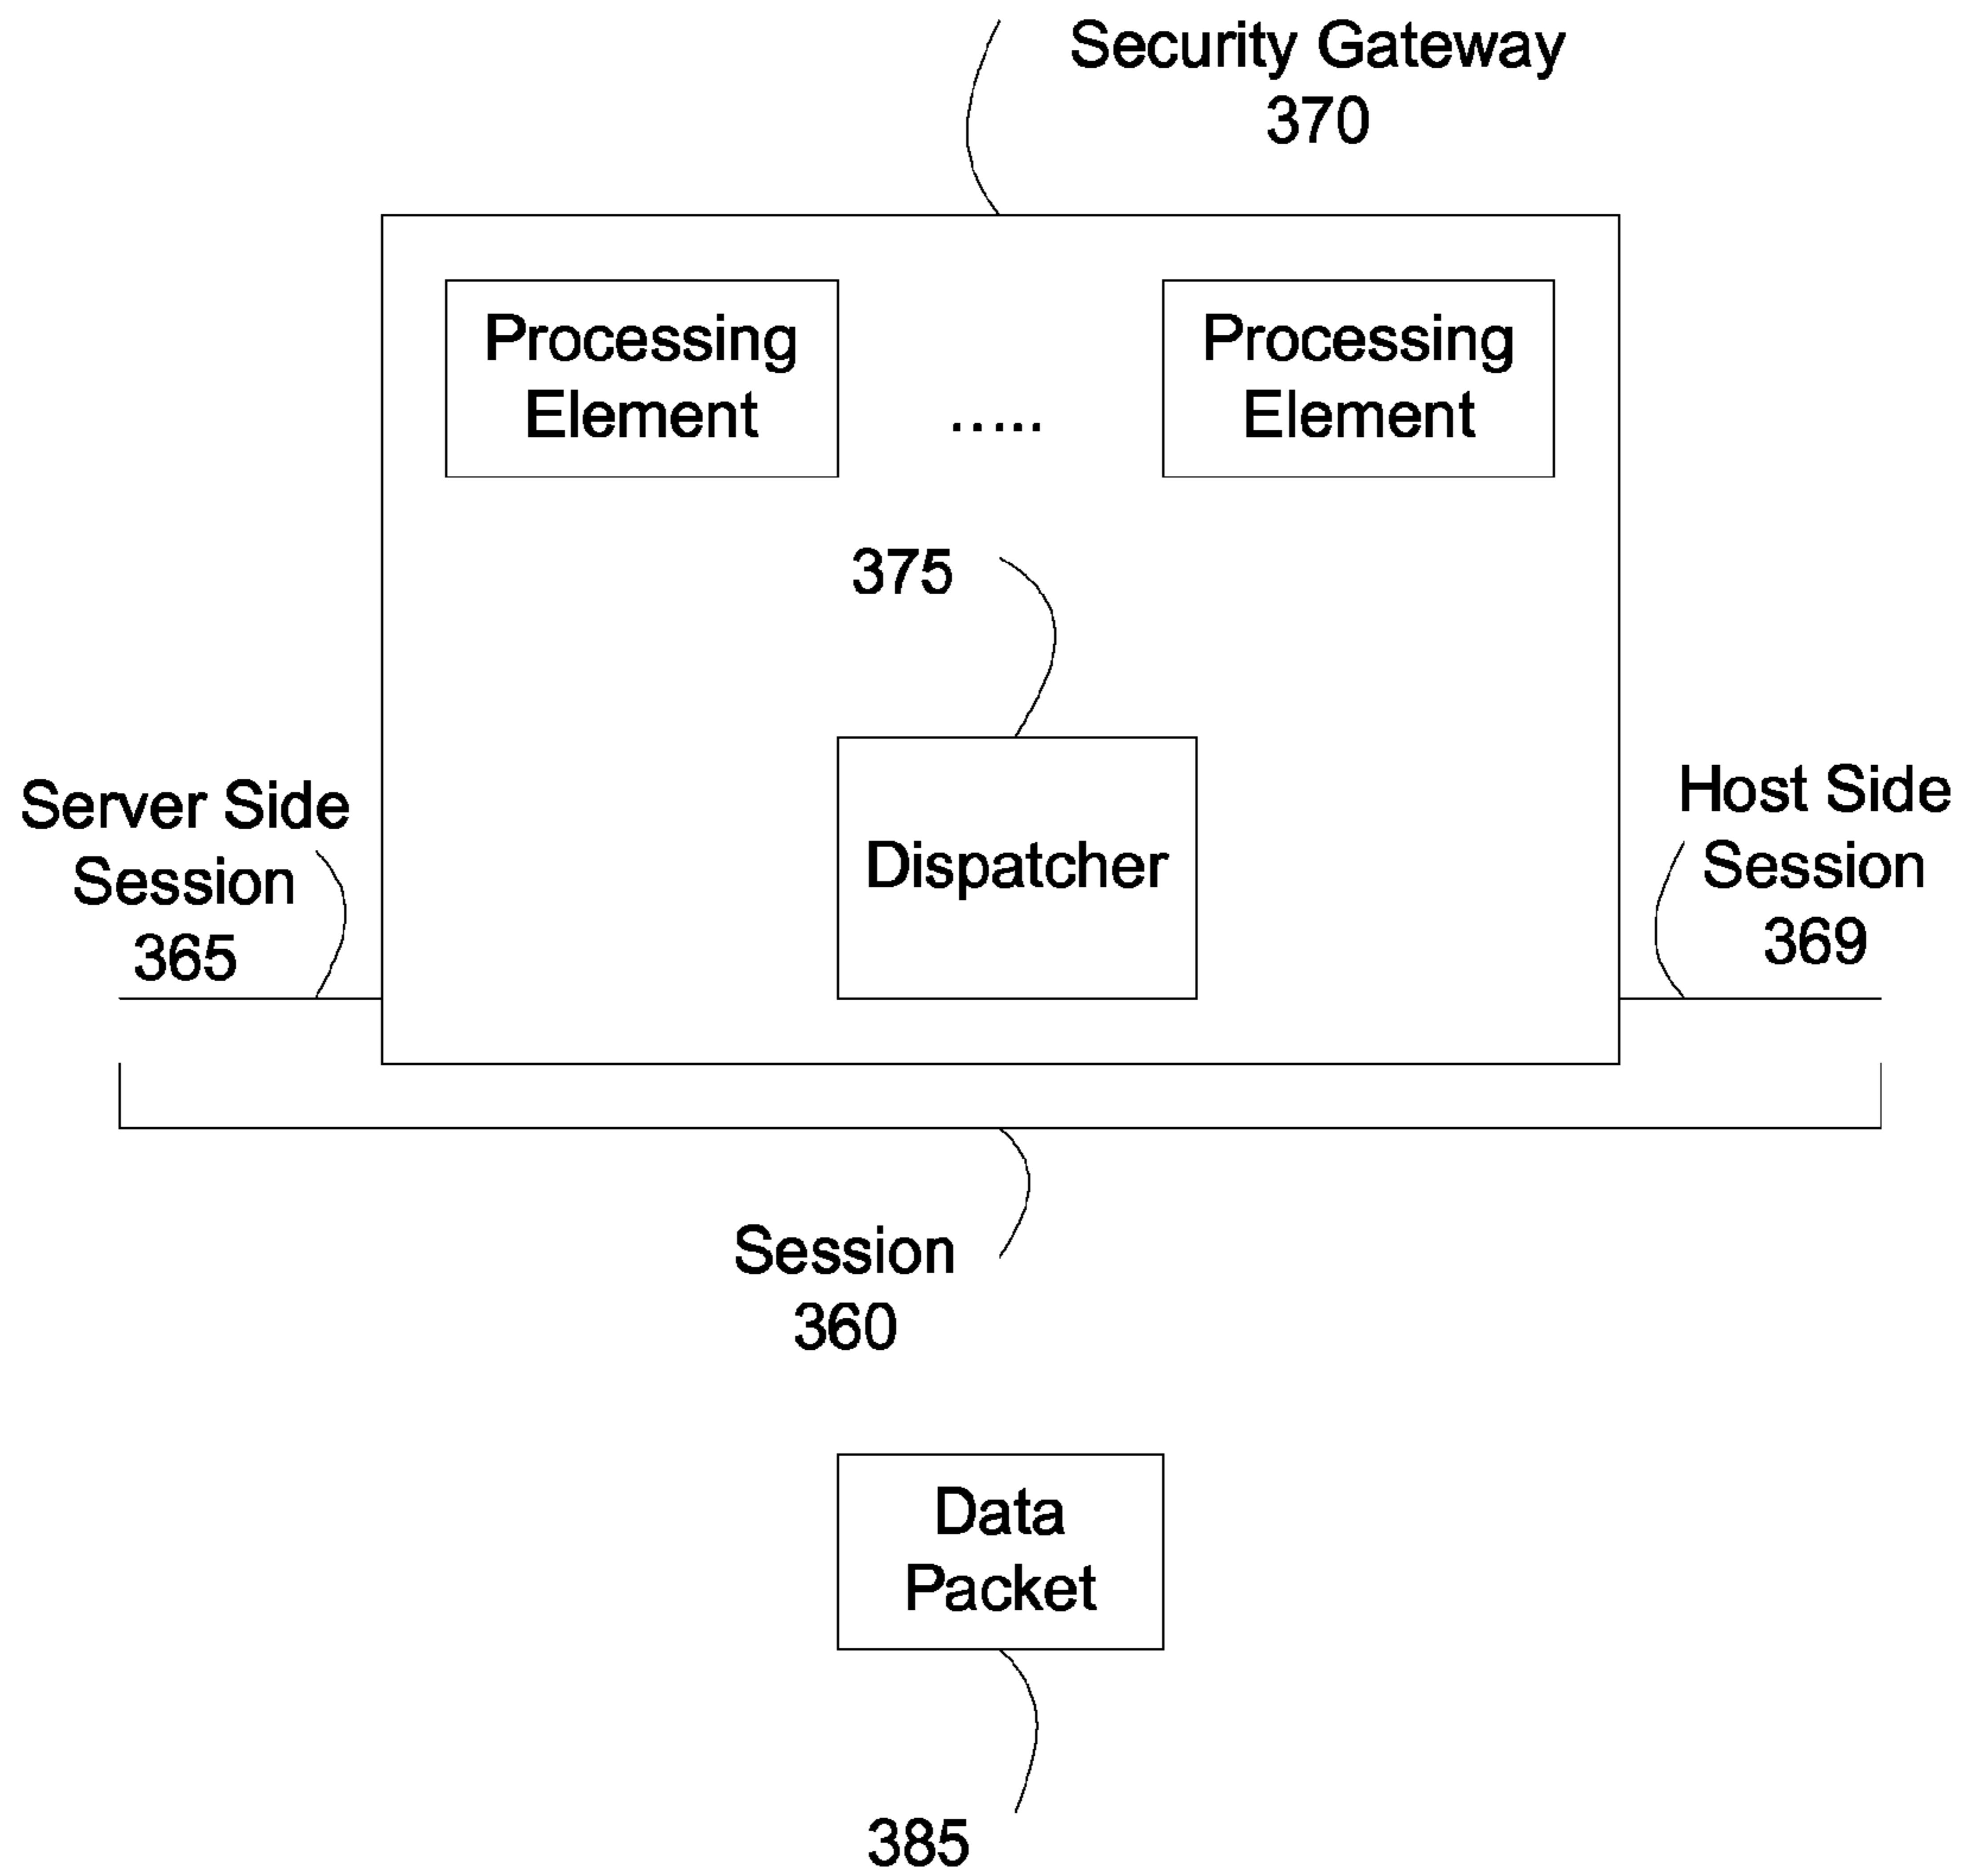 Security Gateway
370
Processing
Element
.....
Processing
Element
375
Dispatcher
Server Side
Session
365
Host Side
Session
369
Session
360
Data
Packet
385